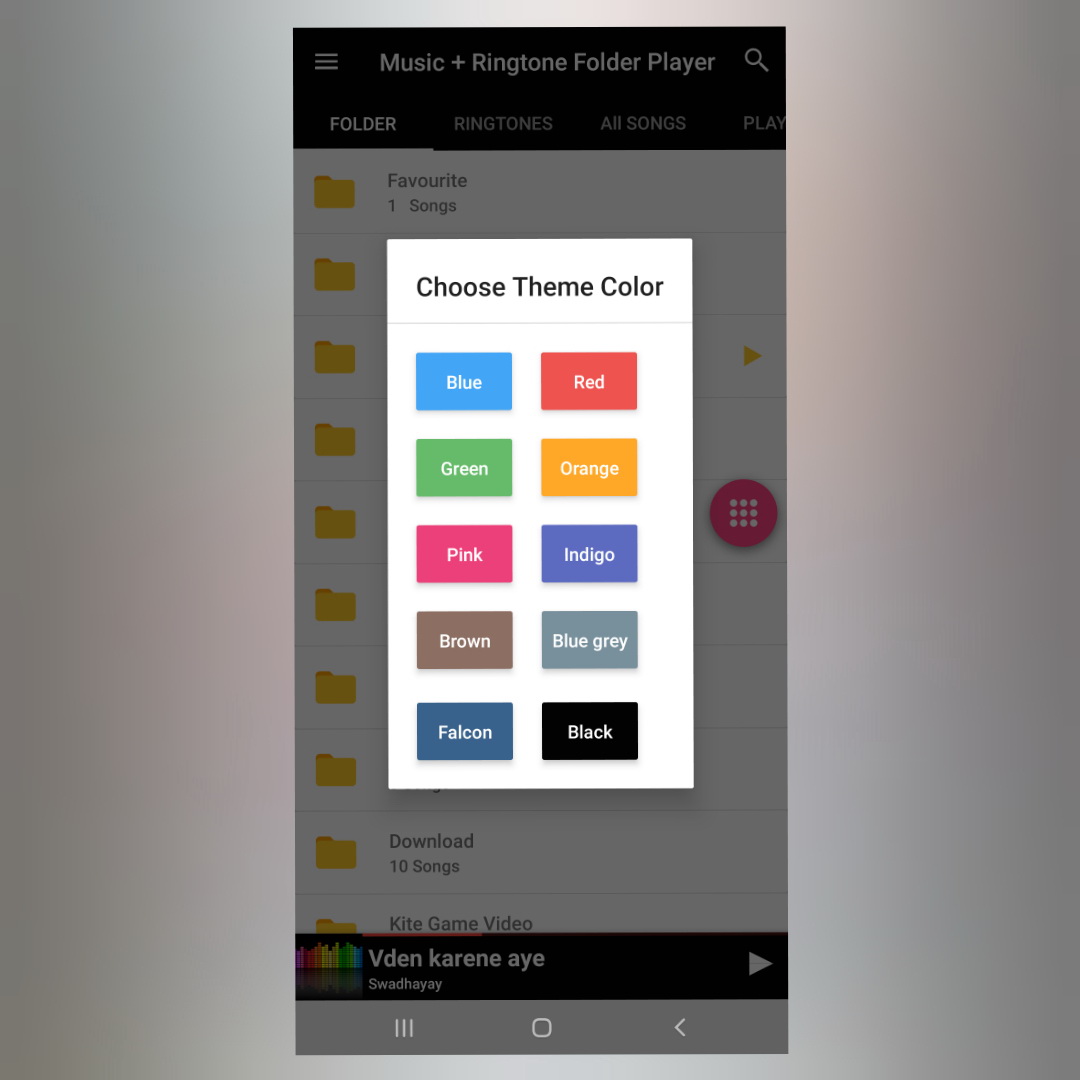 Music + Ringtone Folder Player
FOLDER RINGTONES All SONGS PLAY
Favourite
1 Songs
Choose Theme Color
Blue Red
Green Orange
Pink Indigo
Brown Blue grey
Falcon Black
Download
10 Songs
Kite Game Video
Vden karene aye
Swadhayay